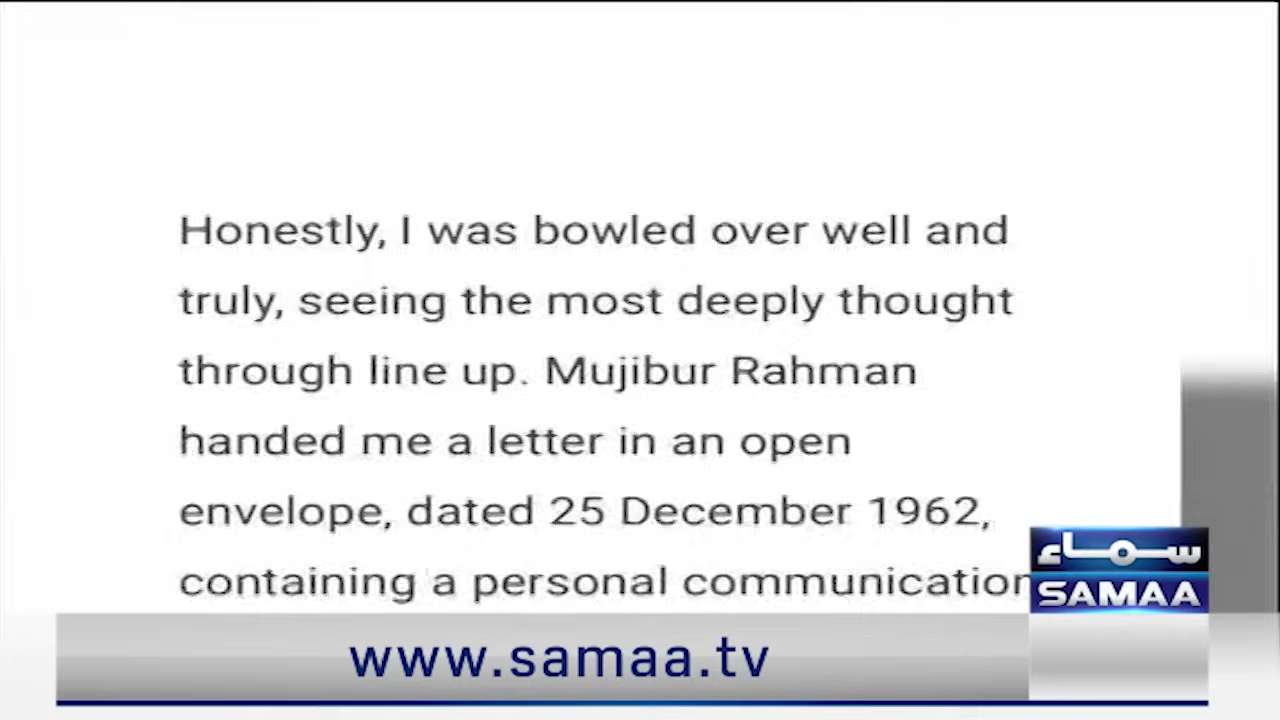 Honestly, I was bowled over well and
truly, seeing the most deeply thought
through line up. Mujibur Rahman
handed me a letter in an open
envelope, dated 25 December 1962,
containing a personal communication
سماء
SAMAA
www.samaa.tv